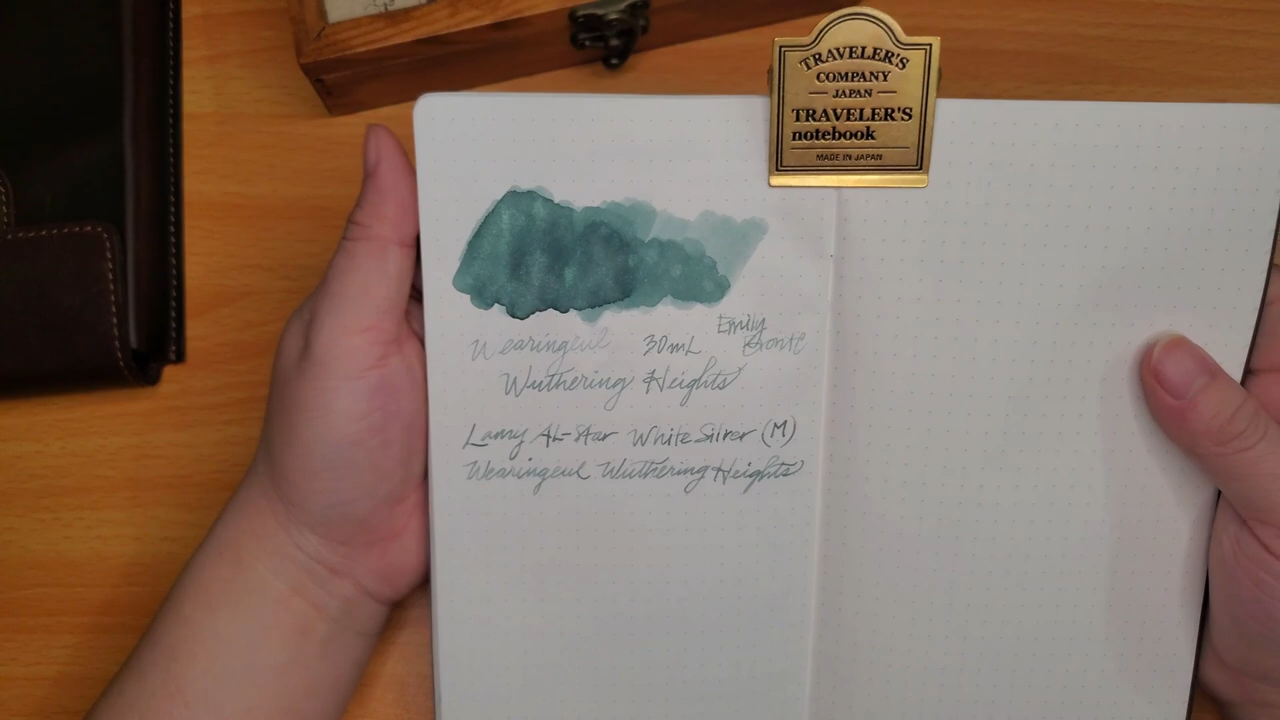 TRAVELER'S
COMPANY
JAPAN
TRAVELER'S
notebook
MADE IN JAPAN
Wearingeul 30mL Emily Bronte
Wuthering Heights
Lamy AL-Star White Silver (M)
Wearingeul Wuthering Heights